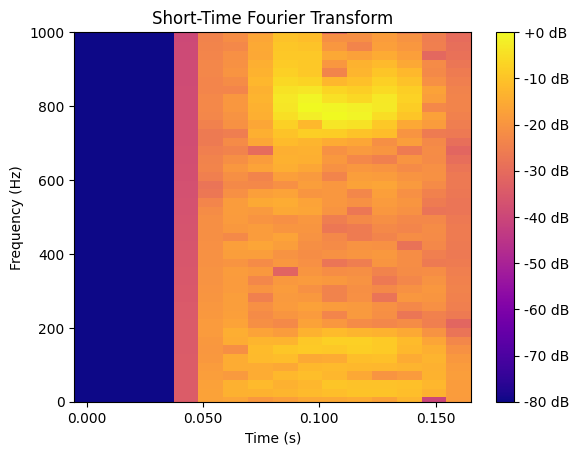 Short-Time Fourier Transform
1000
800
600
400
200
0
Frequency (Hz)
0.000
0.050
0.100
0.150
Time (s)
+0 dB
-10 dB
-20 dB
-30 dB
-40 dB
-50 dB
-60 dB
-70 dB
-80 dB